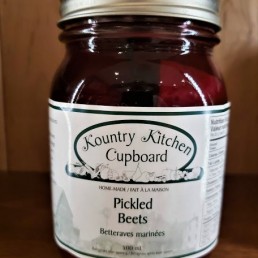 Kountry Kitchen
Cupboard
HOME-MADE / FAIT À LA MAISON
Pickled
Beets
Betteraves marinées
500 ml